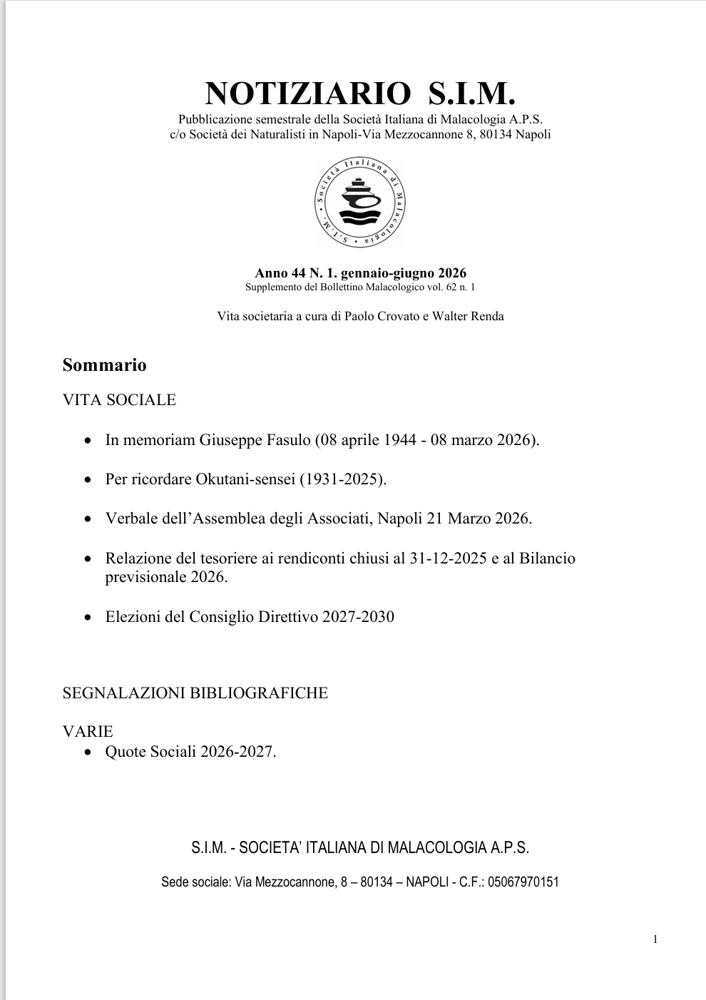 NOTIZIARIO S.I.M.
Pubblicazione semestrale della Società Italiana di Malacologia A.P.S.
c/o Società dei Naturalisti in Napoli-Via Mezzocannone 8, 80134 Napoli
• Società Italiana di Malacologia • S.I.M.
Anno 44 N. 1. gennaio-giugno 2026
Supplemento del Bollettino Malacologico vol. 62 n. 1
Vita societaria a cura di Paolo Crovato e Walter Renda
Sommario
VITA SOCIALE
• In memoriam Giuseppe Fasulo (08 aprile 1944 - 08 marzo 2026).
• Per ricordare Okutani-sensei (1931-2025).
• Verbale dell’Assemblea degli Associati, Napoli 21 Marzo 2026.
• Relazione del tesoriere ai rendiconti chiusi al 31-12-2025 e al Bilancio
previsionale 2026.
• Elezioni del Consiglio Direttivo 2027-2030
SEGNALAZIONI BIBLIOGRAFICHE
VARIE
• Quote Sociali 2026-2027.
S.I.M. - SOCIETA’ ITALIANA DI MALACOLOGIA A.P.S.
Sede sociale: Via Mezzocannone, 8 – 80134 – NAPOLI - C.F.: 05067970151
1